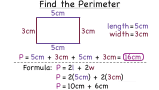 Find the Perimeter
5cm
3cm
3cm
length = 5cm
width = 3cm
5cm
P = 5cm + 3cm + 5cm + 3cm = 16cm
Formula: P = 2l + 2w
P = 2(5cm) + 2(3cm)
P = 10cm + 6cm